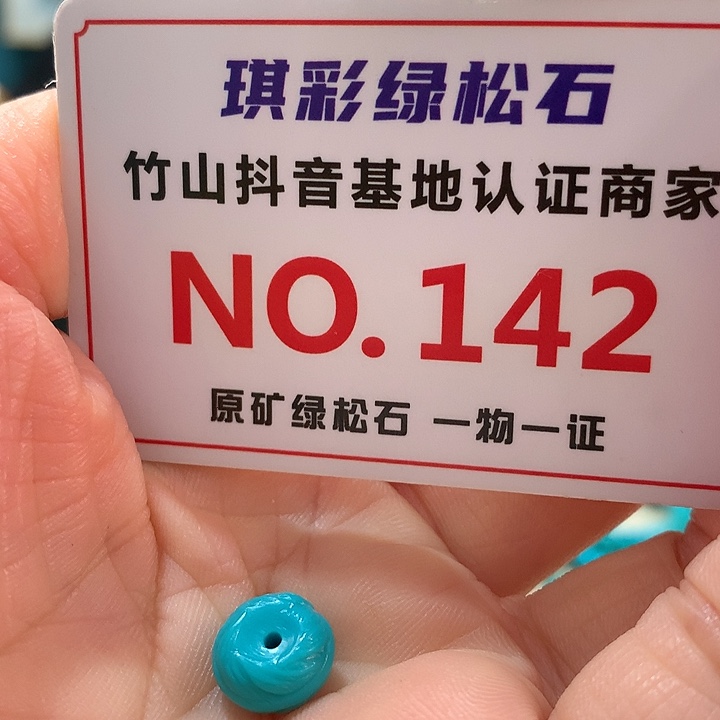 琪彩绿松石
竹山抖音基地认证商家
NO.142
原矿绿松石 一物一证